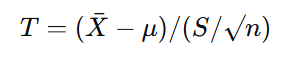 T = (X̄ − μ)/(S/√n)